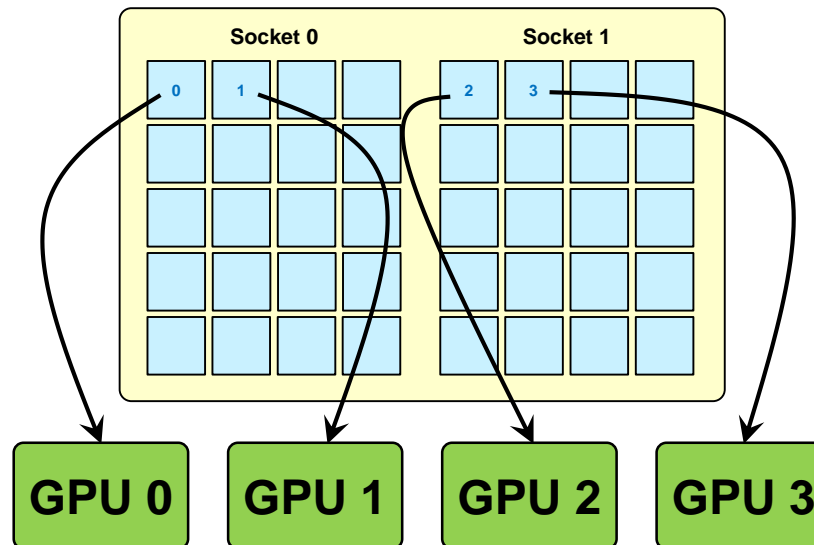 Socket 0
Socket 1
0
1
2
3
GPU 0
GPU 1
GPU 2
GPU 3